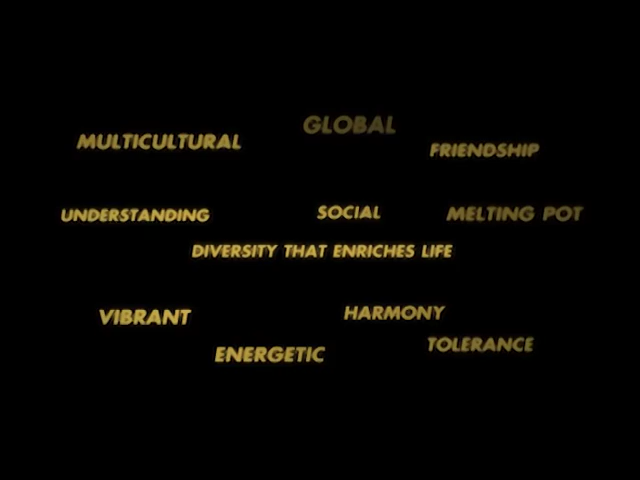 GLOBAL
MULTICULTURAL
FRIENDSHIP
UNDERSTANDING
SOCIAL
MELTING POT
DIVERSITY THAT ENRICHES LIFE
VIBRANT
HARMONY
ENERGETIC
TOLERANCE